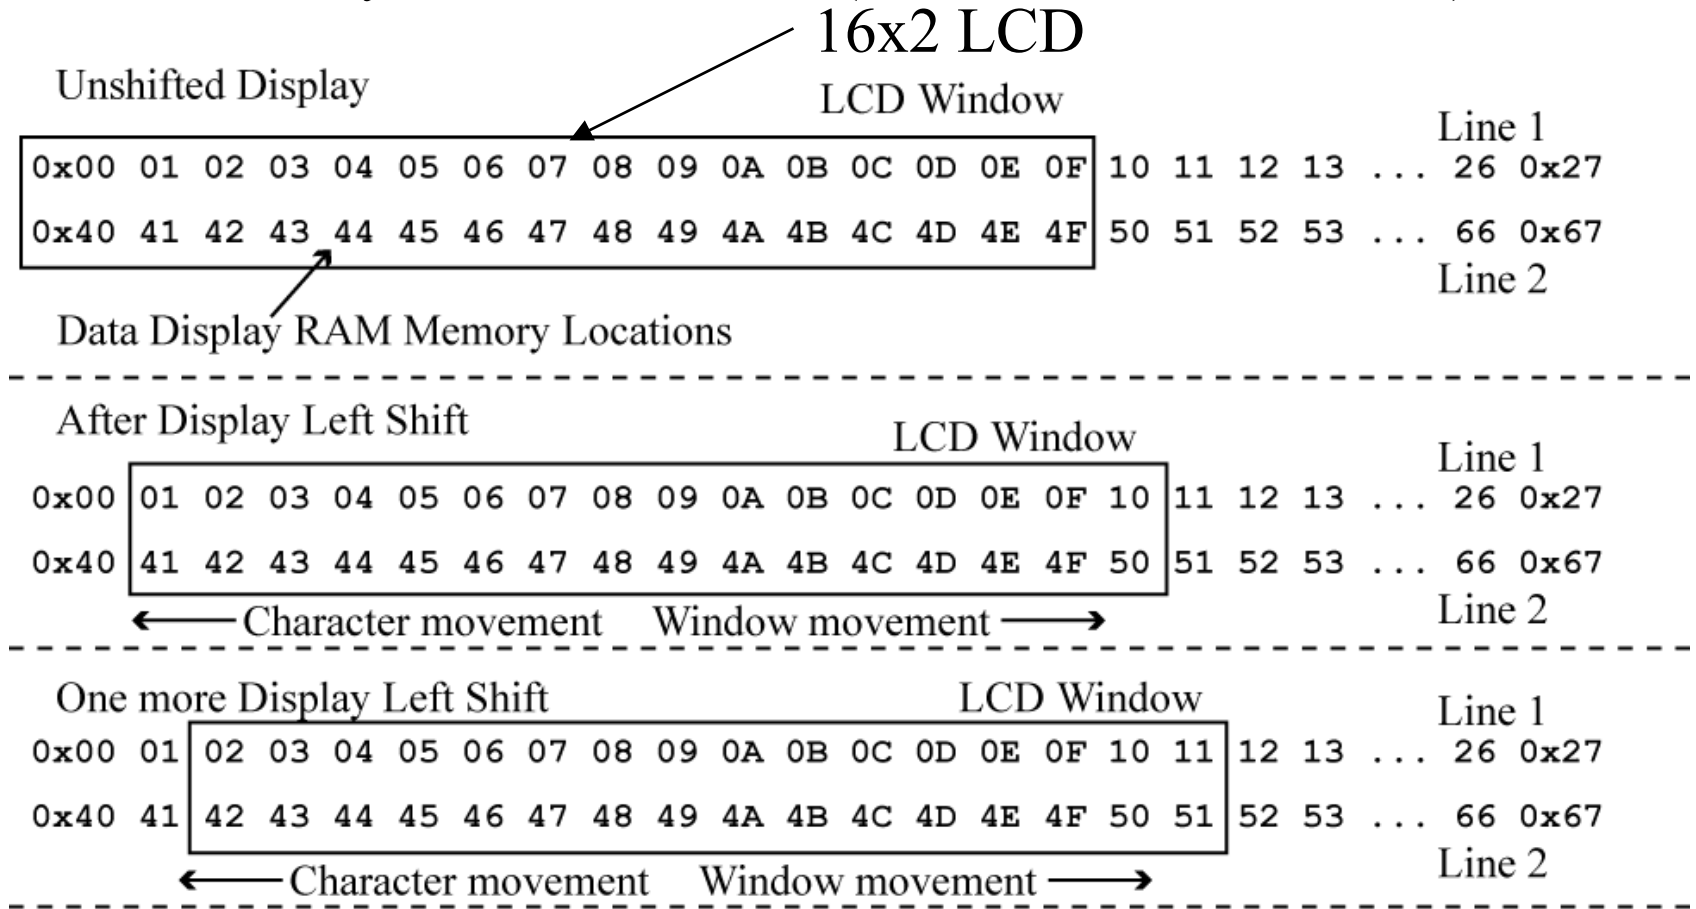 16x2 LCD
Unshifted Display
LCD Window
Line 1
0x00 01 02 03 04 05 06 07 08 09 0A 0B 0C 0D 0E 0F 10 11 12 13 ... 26 0x27
0x40 41 42 43 44 45 46 47 48 49 4A 4B 4C 4D 4E 4F 50 51 52 53 ... 66 0x67
Line 2
Data Display RAM Memory Locations
After Display Left Shift
LCD Window
Line 1
0x00 01 02 03 04 05 06 07 08 09 0A 0B 0C 0D 0E 0F 10 11 12 13 ... 26 0x27
0x40 41 42 43 44 45 46 47 48 49 4A 4B 4C 4D 4E 4F 50 51 52 53 ... 66 0x67
Line 2
Character movement Window movement
One more Display Left Shift
LCD Window
Line 1
0x00 01 02 03 04 05 06 07 08 09 0A 0B 0C 0D 0E 0F 10 11 12 13 ... 26 0x27
0x40 41 42 43 44 45 46 47 48 49 4A 4B 4C 4D 4E 4F 50 51 52 53 ... 66 0x67
Line 2
Character movement Window movement